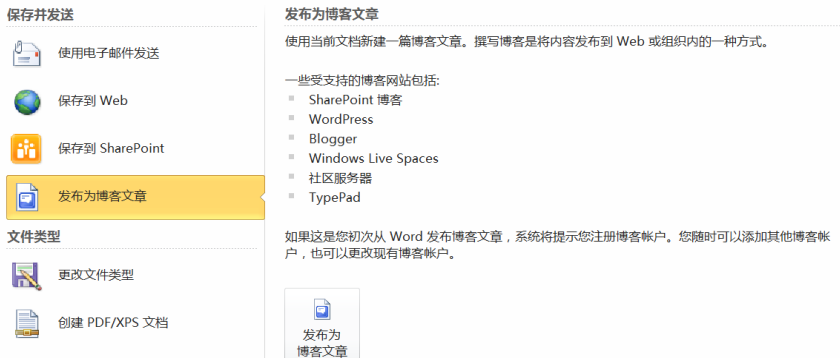 保存并发送
使用电子邮件发送
保存到 Web
保存到 SharePoint
发布为博客文章
文件类型
更改文件类型
创建 PDF/XPS 文档
发布为博客文章
使用当前文档新建一篇博客文章。撰写博客是将内容发布到 Web 或组织内的一种方式。
一些受支持的博客网站包括:
SharePoint 博客
WordPress
Blogger
Windows Live Spaces
社区服务器
TypePad
如果这是您初次从 Word 发布博客文章，系统将提示您注册博客帐户。您随时可以添加其他博客帐
户，也可以更改现有博客帐户。
发布为
博客文章